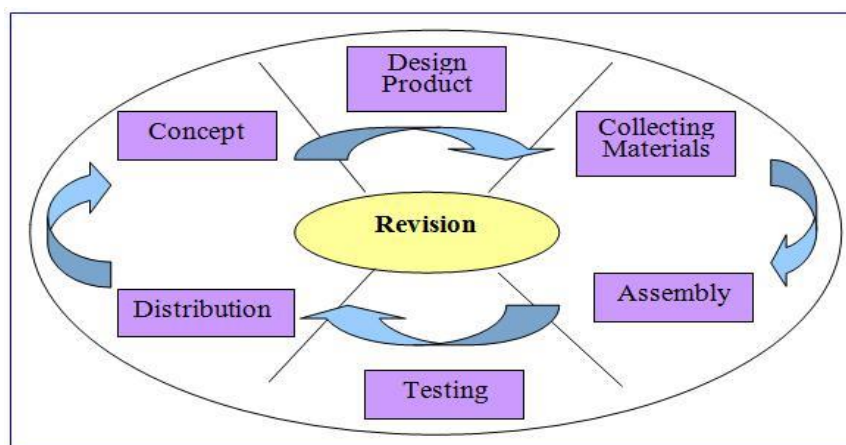 Design
Product
Concept
Collecting
Materials
Revision
Assembly
Distribution
Testing